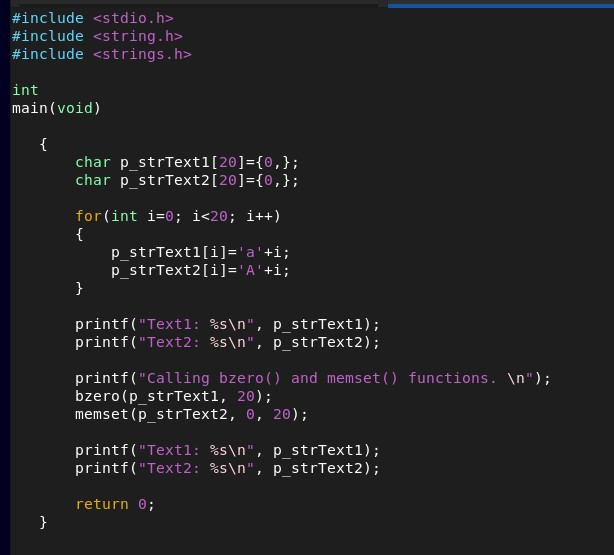 #include <stdio.h>
#include <string.h>
#include <strings.h>

int
main(void)

   {
       char p_strText1[20]={0,};
       char p_strText2[20]={0,};

       for(int i=0; i<20; i++)
       {
           p_strText1[i]='a'+i;
           p_strText2[i]='A'+i;
       }

       printf("Text1: %s\n", p_strText1);
       printf("Text2: %s\n", p_strText2);

       printf("Calling bzero() and memset() functions. \n");
       bzero(p_strText1, 20);
       memset(p_strText2, 0, 20);

       printf("Text1: %s\n", p_strText1);
       printf("Text2: %s\n", p_strText2);

       return 0;
   }